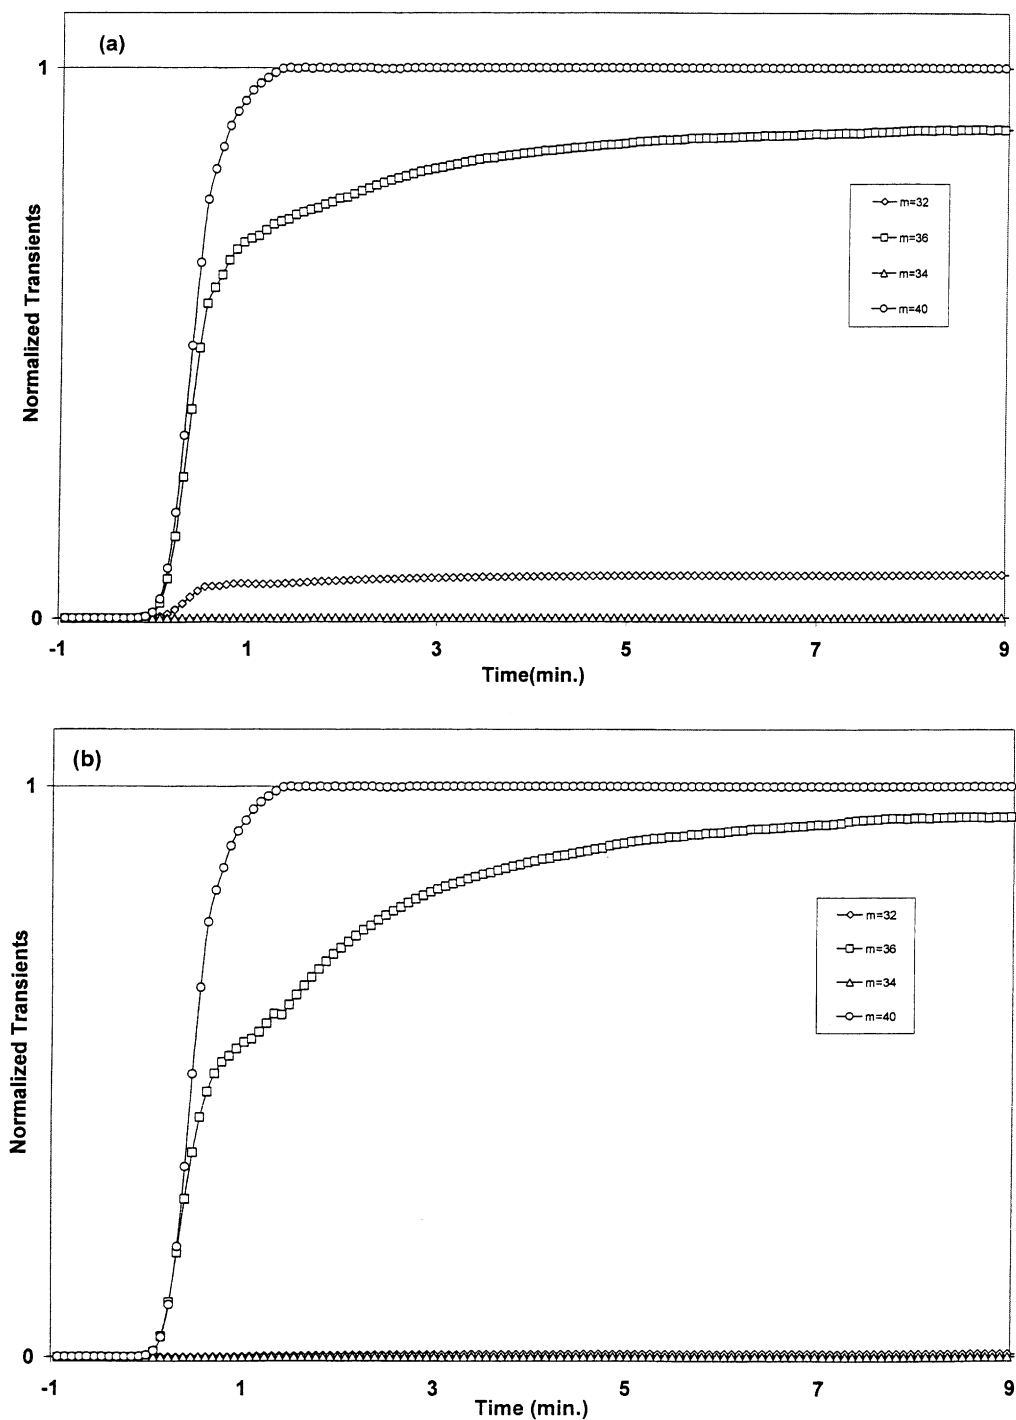 (a)
1
Normalized Transients
m=32
m=36
m=34
m=40
0
-1 1 3 5 7 9
Time(min.)
(b)
1
Normalized Transients
m=32
m=36
m=34
m=40
0
-1 1 3 5 7 9
Time (min.)